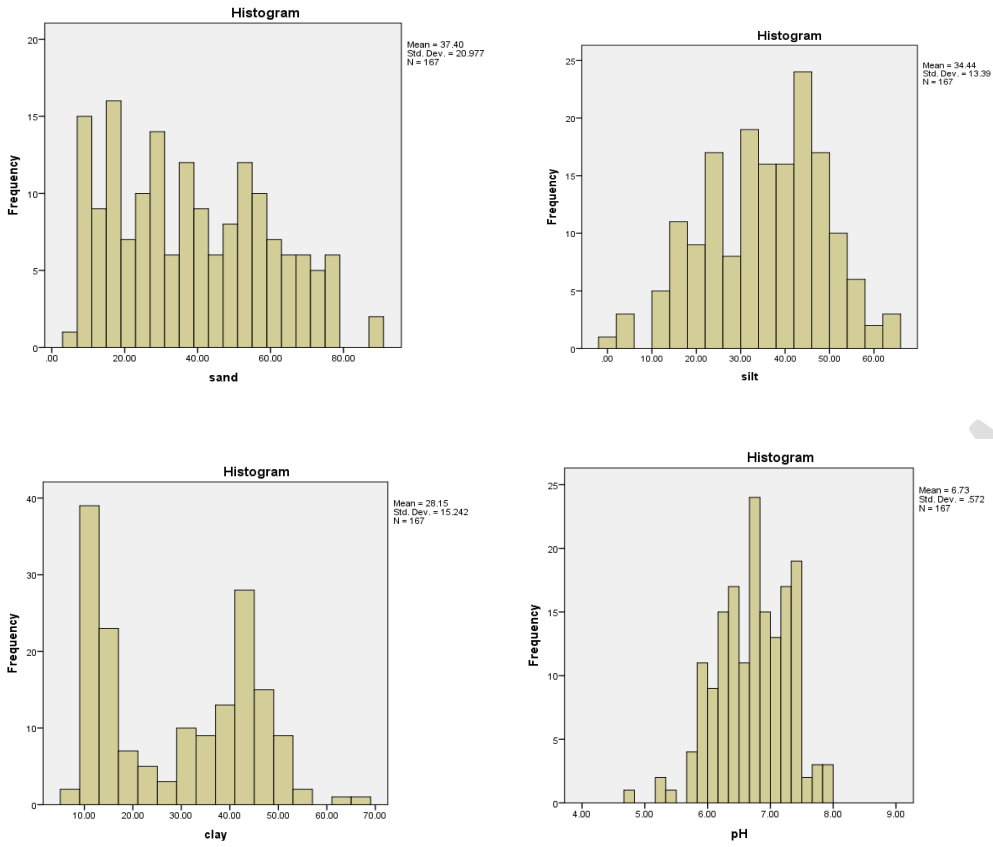 Histogram
Mean = 37.40
Std. Dev. = 20.977
N = 167
20
15
10
5
0
Frequency
.00 20.00 40.00 60.00 80.00
sand
Histogram
Mean = 34.44
Std. Dev. = 13.39
N = 167
25
20
15
10
5
0
Frequency
.00 10.00 20.00 30.00 40.00 50.00 60.00
silt
Histogram
Mean = 28.15
Std. Dev. = 15.242
N = 167
40
30
20
10
0
Frequency
10.00 20.00 30.00 40.00 50.00 60.00 70.00
clay
Histogram
Mean = 6.73
Std. Dev. = .572
N = 167
25
20
15
10
5
0
Frequency
4.00 5.00 6.00 7.00 8.00 9.00
pH